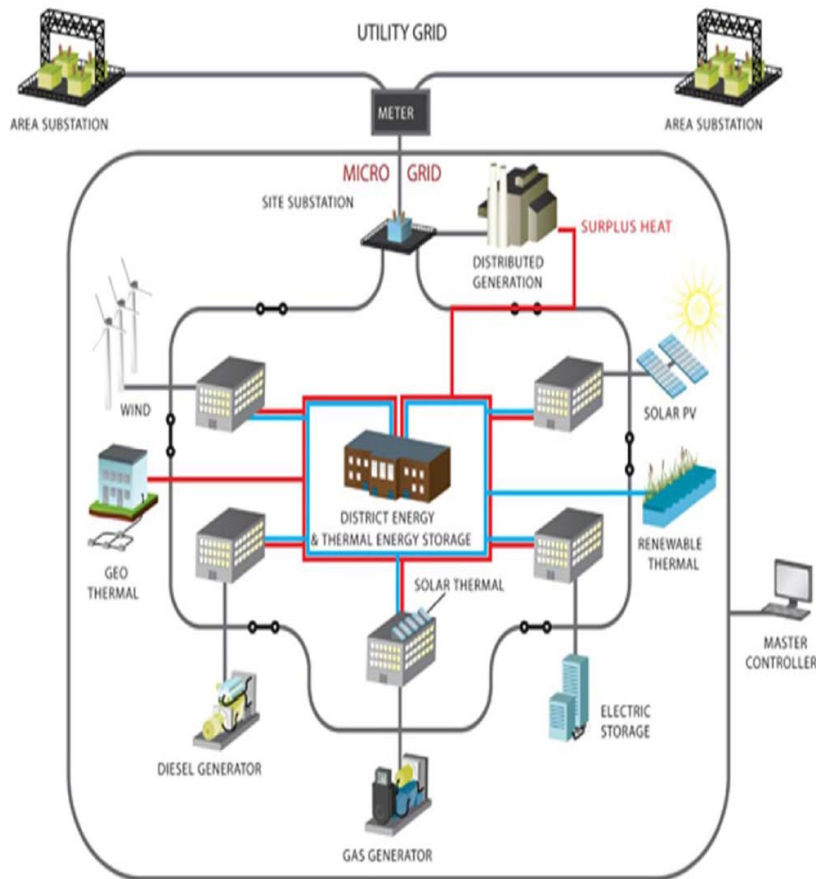 UTILITY GRID
AREA SUBSTATION
METER
AREA SUBSTATION
MICRO GRID
SITE SUBSTATION
SURPLUS HEAT
DISTRIBUTED
GENERATION
WIND
SOLAR PV
DISTRICT ENERGY
& THERMAL ENERGY STORAGE
RENEWABLE
THERMAL
GEO
THERMAL
SOLAR THERMAL
MASTER
CONTROLLER
ELECTRIC
STORAGE
DIESEL GENERATOR
GAS GENERATOR